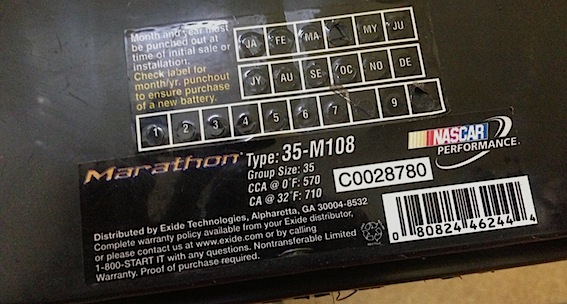 Month and year must
be punched out at
time of initial sale or
installation.
Check label for
month/yr. punchout
to ensure purchase
of a new battery.
JA FE MA MY JU
JY AU SE OC NO DE
1 2 3 4 5 6 7 9
Marathon
Type: 35-M108
Group Size: 35
CCA @ 0°F: 570
CA @ 32°F: 710
C0028780
NASCAR
PERFORMANCE.
Distributed by Exide Technologies, Alpharetta, GA 30004-8532
Complete warranty policy available from your Exide distributor,
or please contact us at www.exide.com or by calling
1-800-START IT with any questions. Nontransferable Limited
Warranty. Proof of purchase required.
0 80824 46244 4